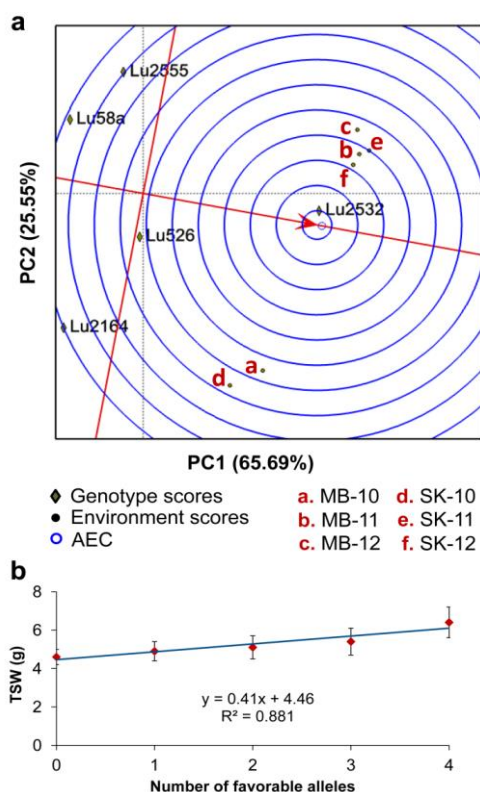 a
Lu2555
Lu58a
c
e
b
f
Lu2532
Lu526
Lu2164
a
d
PC2 (25.55%)
PC1 (65.69%)
Genotype scores
Environment scores
AEC
a. MB-10 d. SK-10
b. MB-11 e. SK-11
c. MB-12 f. SK-12
b
8
6
4
2
0
TSW (g)
y = 0.41x + 4.46
R² = 0.881
0 1 2 3 4
Number of favorable alleles